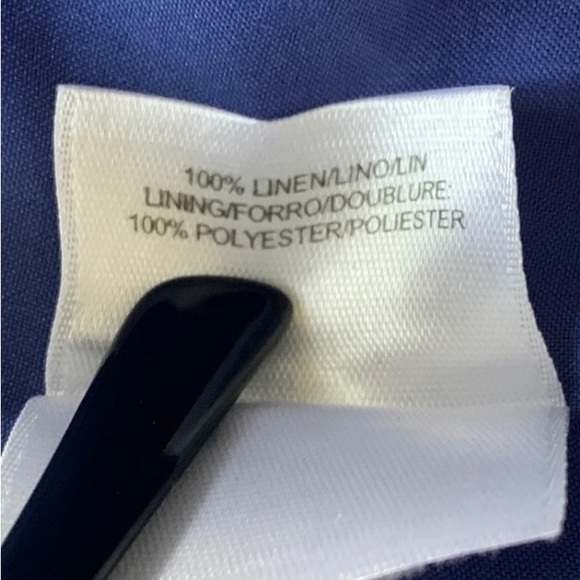 100% LINEN/LINO/LIN
LINING/FORRO/DOUBLURE:
100% POLYESTER/POLIESTER